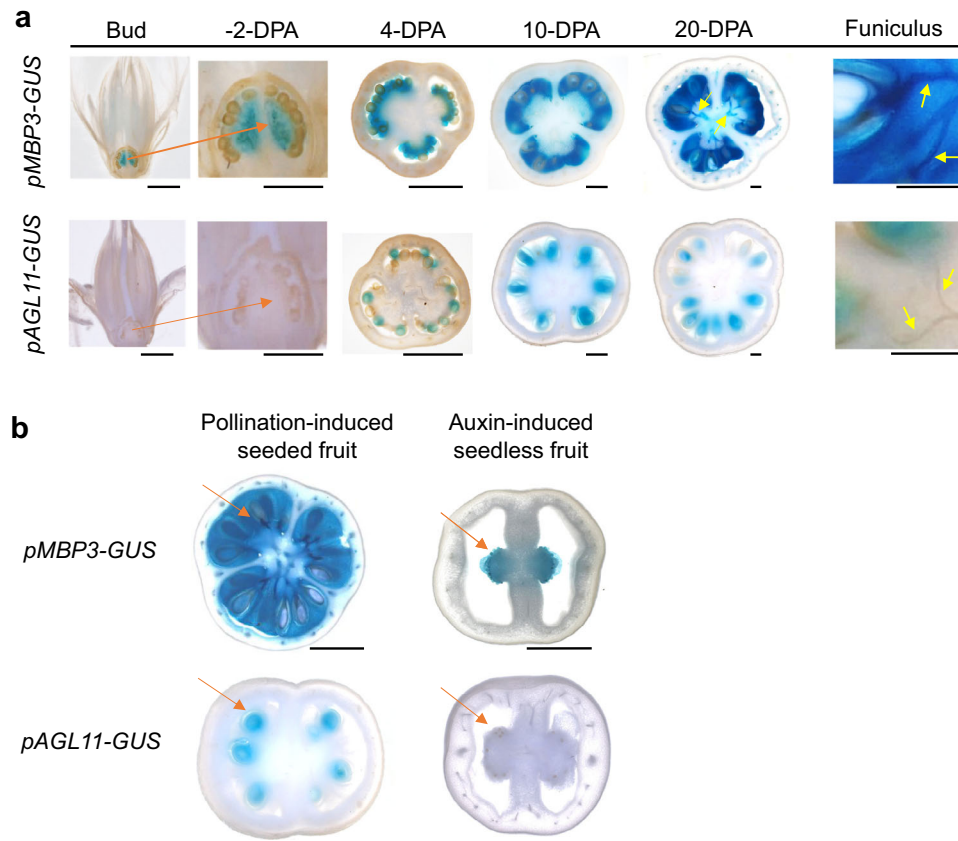 a
Bud -2-DPA 4-DPA 10-DPA 20-DPA Funiculus
pMBP3-GUS
pAGL11-GUS
b
Pollination-induced seeded fruit
Auxin-induced seedless fruit
pMBP3-GUS
pAGL11-GUS